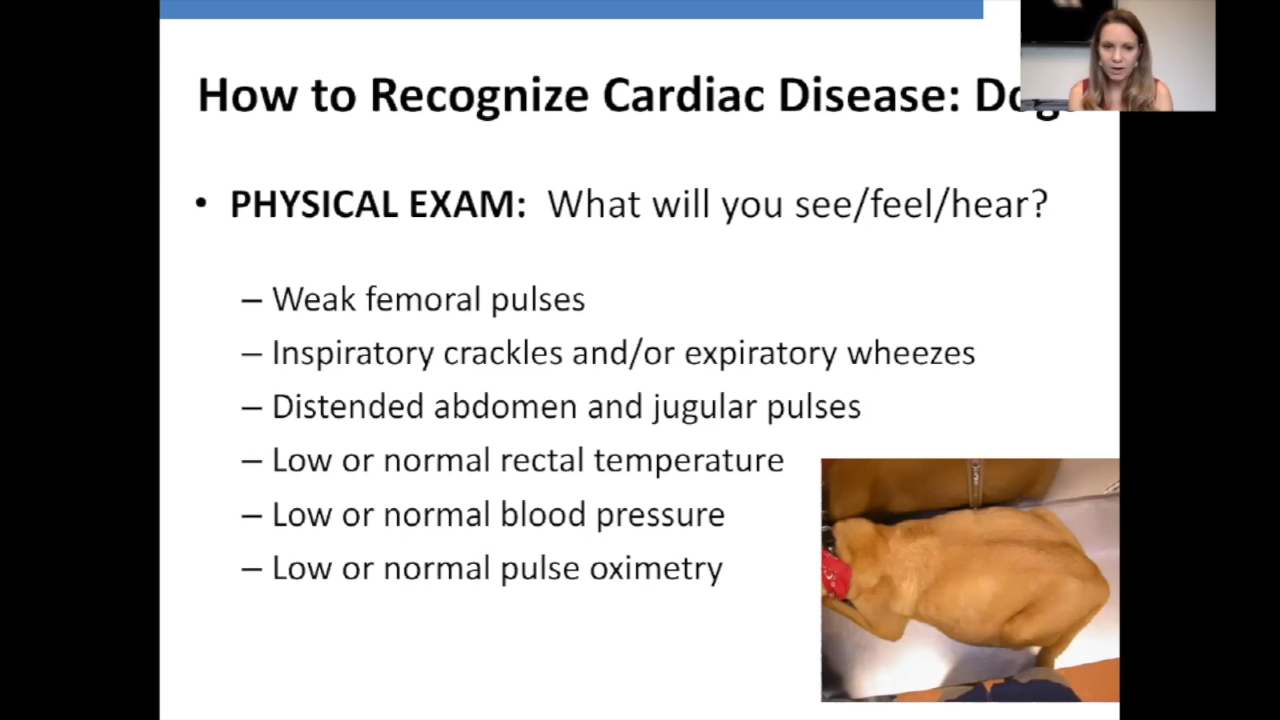 How to Recognize Cardiac Disease:
• PHYSICAL EXAM: What will you see/feel/hear?
– Weak femoral pulses
– Inspiratory crackles and/or expiratory wheezes
– Distended abdomen and jugular pulses
– Low or normal rectal temperature
– Low or normal blood pressure
– Low or normal pulse oximetry